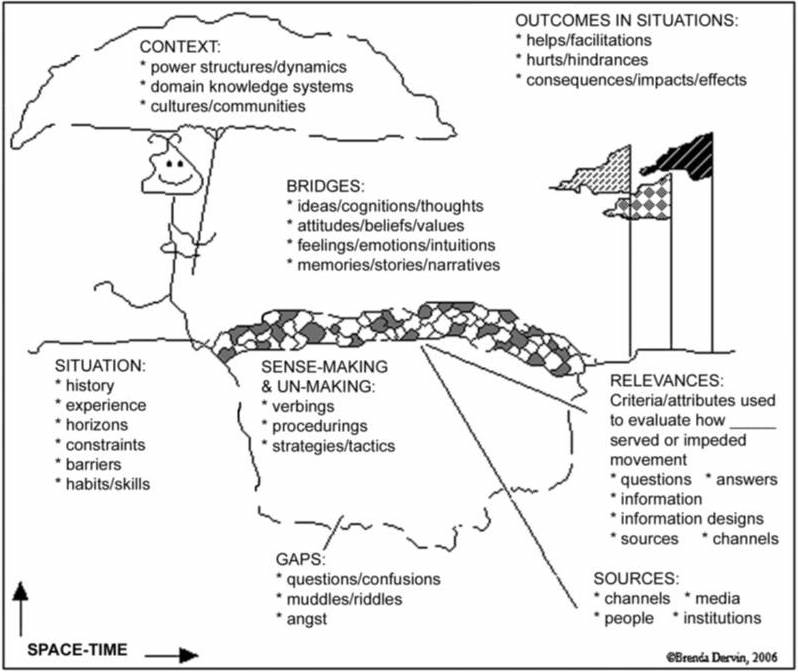 CONTEXT:
* power structures/dynamics
* domain knowledge systems
* cultures/communities
OUTCOMES IN SITUATIONS:
* helps/facilitations
* hurts/hindrances
* consequences/impacts/effects
BRIDGES:
* ideas/cognitions/thoughts
* attitudes/beliefs/values
* feelings/emotions/intuitions
* memories/stories/narratives
SITUATION:
* history
* experience
* horizons
* constraints
* barriers
* habits/skills
SENSE-MAKING
& UN-MAKING:
* verbings
* procedurings
* strategies/tactics
RELEVANCES:
Criteria/attributes used
to evaluate how _____
served or impeded
movement
* questions * answers
* information
* information designs
* sources * channels
GAPS:
* questions/confusions
* muddles/riddles
* angst
SOURCES:
* channels * media
* people * institutions
SPACE-TIME
©Brenda Dervin, 2006